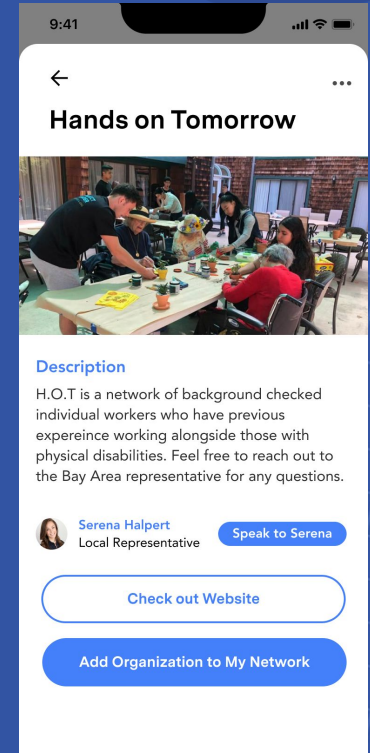 9:41
Hands on Tomorrow
Description
H.O.T is a network of background checked
individual workers who have previous
expereince working alongside those with
physical disabilities. Feel free to reach out to
the Bay Area representative for any questions.
Serena Halpert
Local Representative
Speak to Serena
Check out Website
Add Organization to My Network